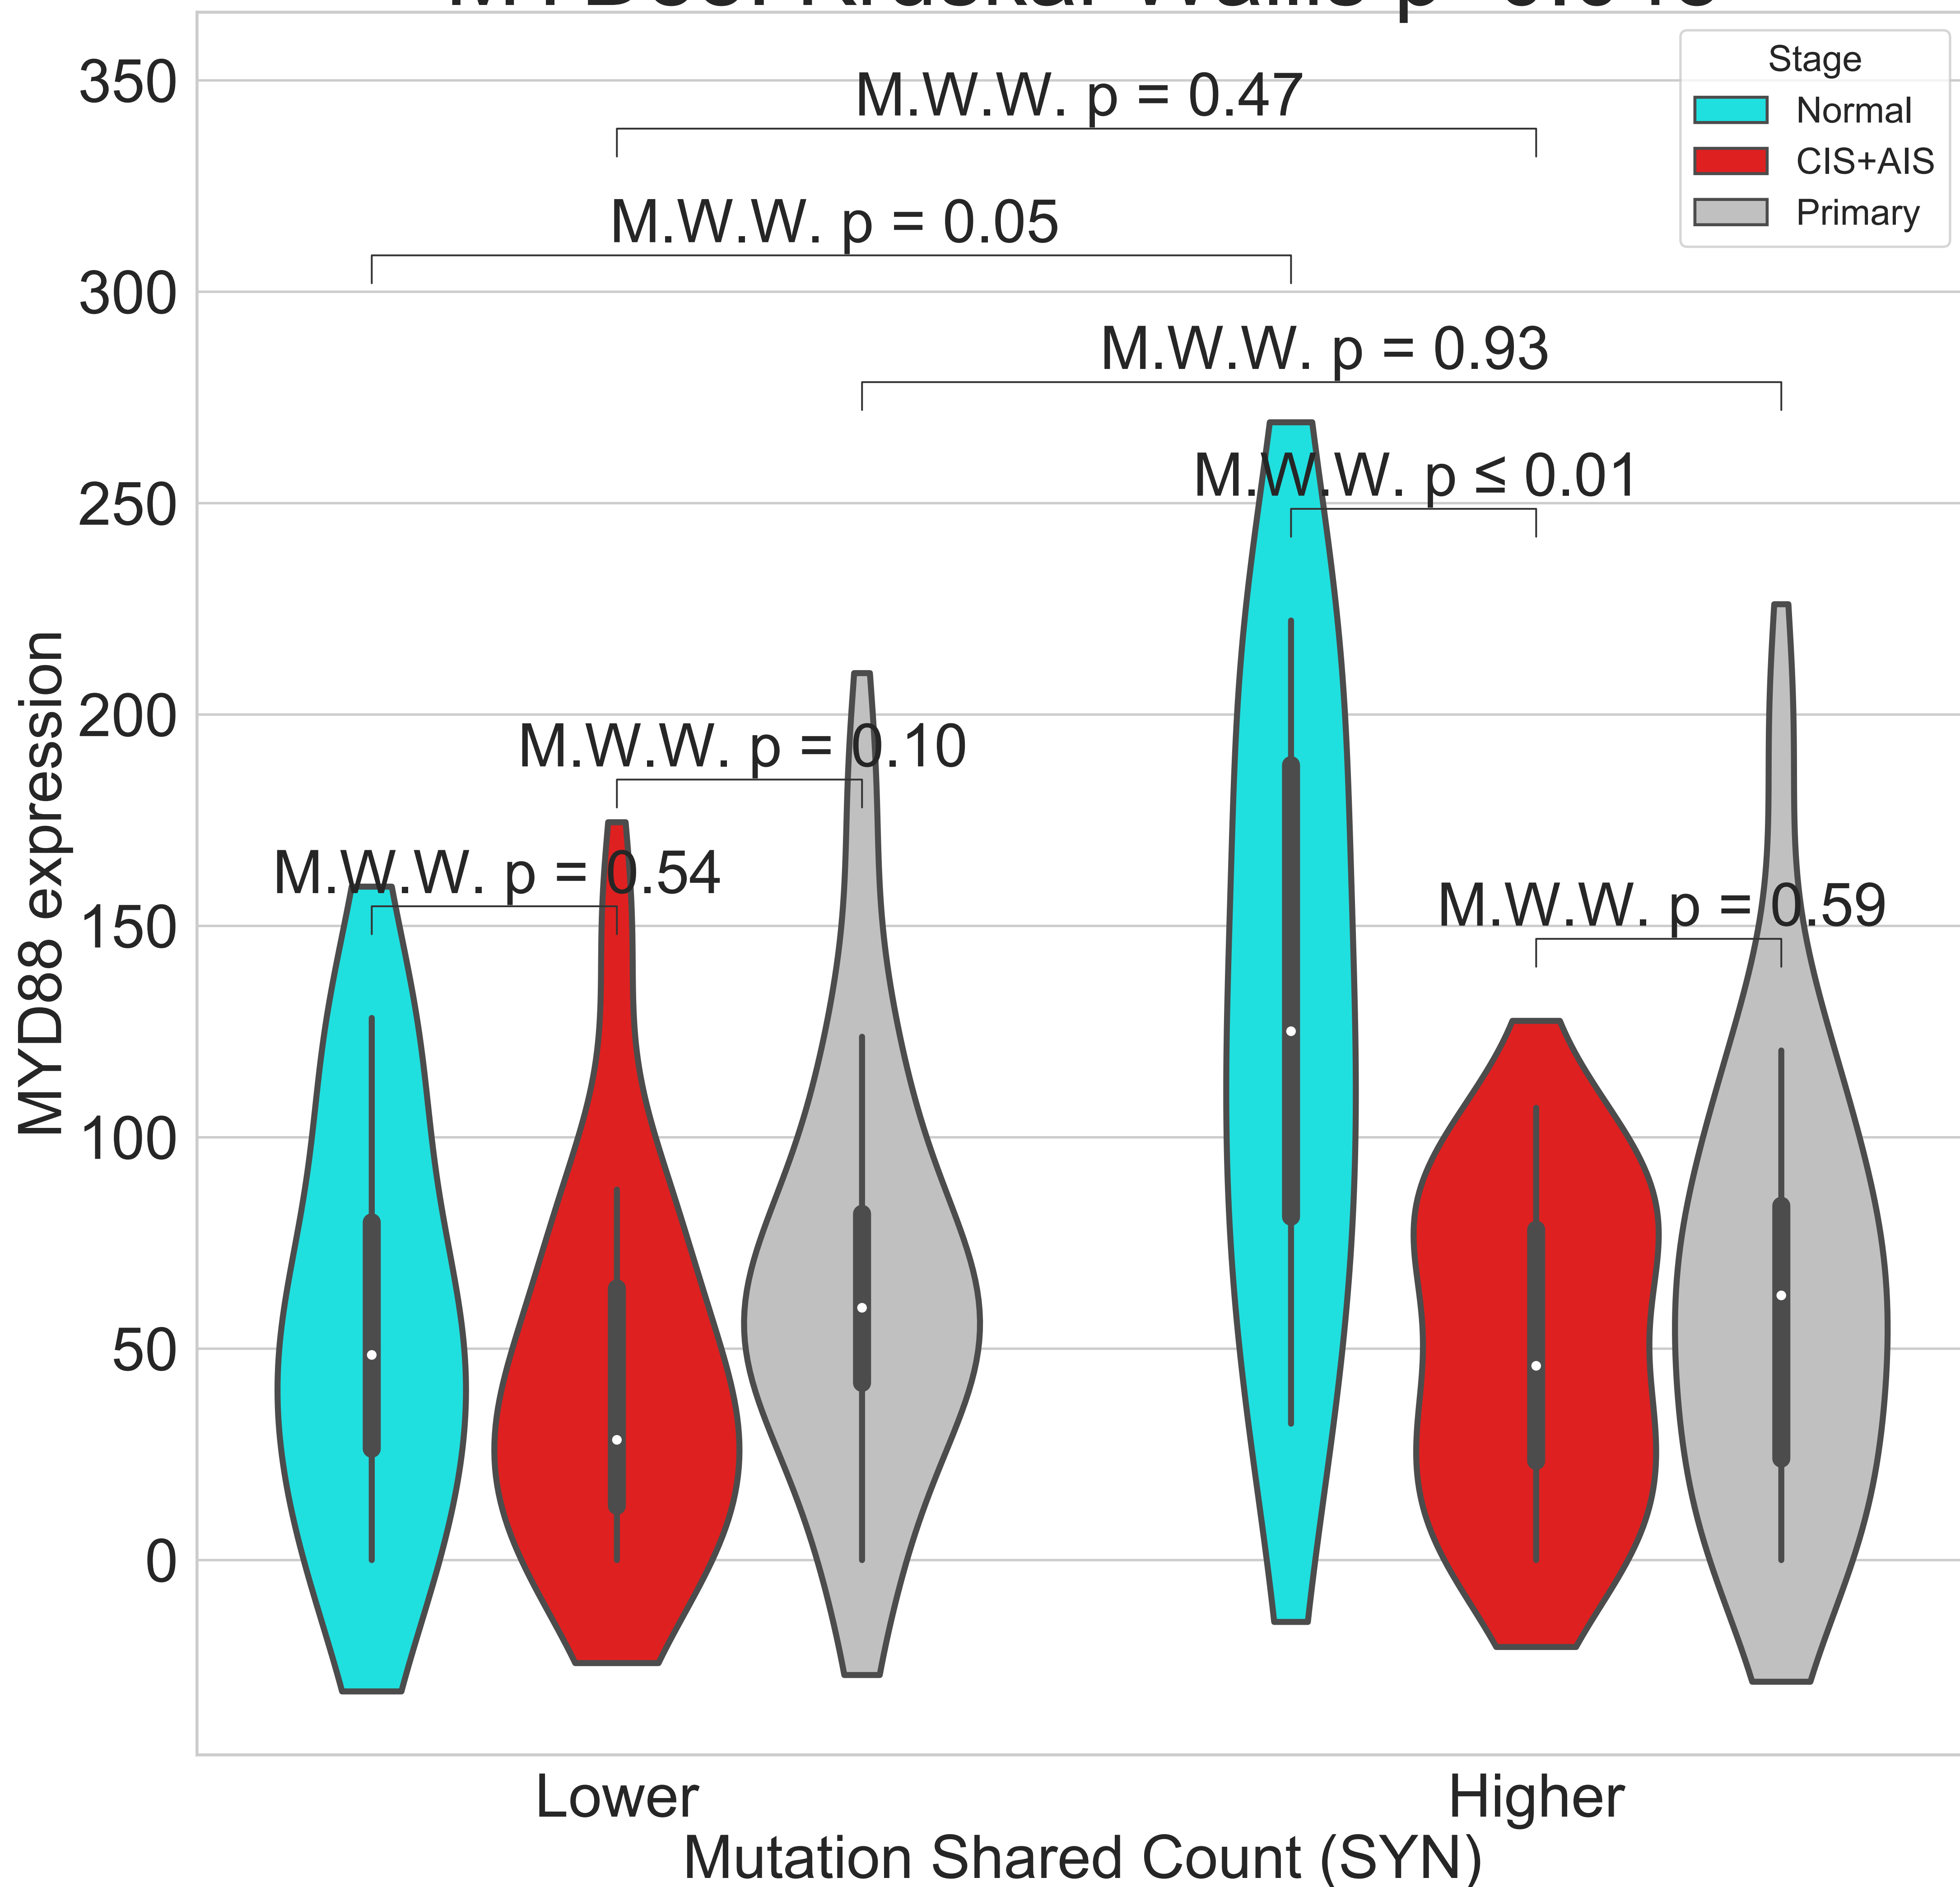 350
300
250
200
150
100
50
0
MYD88 expression
Stage
Normal
CIS+AIS
Primary
M.W.W. p = 0.47
M.W.W. p = 0.05
M.W.W. p = 0.93
M.W.W. p ≤ 0.01
M.W.W. p = 0.10
M.W.W. p = 0.54
M.W.W. p = 0.59
Lower
Higher
Mutation Shared Count (SYN)